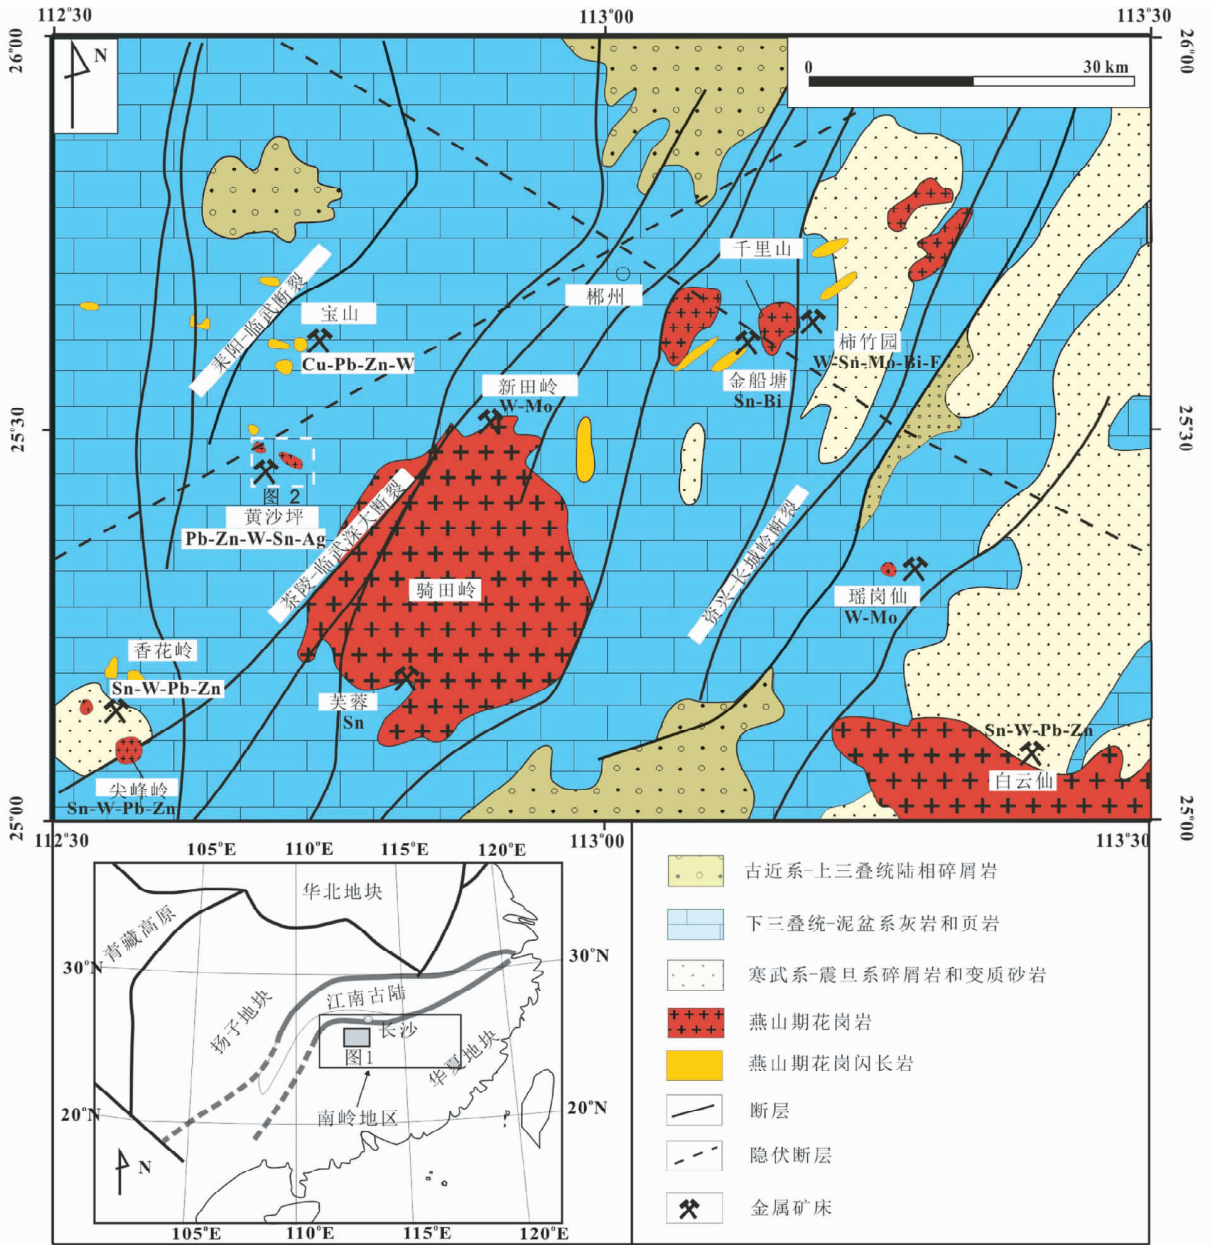 112°30
113°00
113°30
26°00
26°00
N
0
30 km
千里山
郴州
耒阳-临武断裂
宝山
Cu-Pb-Zn-W
柿竹园
W-Sn-Mo-Bi-F
金船塘
Sn-Bi
新田岭
W-Mo
25°30
25°30
图 2
黄沙坪
Pb-Zn-W-Sn-Ag
茶陵-临武深大断裂
资兴-长城岭断裂
骑田岭
瑶岗仙
W-Mo
香花岭
Sn-W-Pb-Zn
芙蓉
Sn
Sn-W-Pb-Zn
白云仙
尖峰岭
Sn-W-Pb-Zn
25°00
25°00
112°30
113°00
113°30
105°E
110°E
115°E
120°E
华北地块
青藏高原
30°N
30°N
江南古陆
扬子地块
长沙
图1
华夏地块
20°N
20°N
南岭地区
N
105°E
110°E
115°E
120°E
古近系-上三叠统陆相碎屑岩
下三叠统-泥盆系灰岩和页岩
寒武系-震旦系碎屑岩和变质砂岩
燕山期花岗岩
燕山期花岗闪长岩
断层
隐伏断层
金属矿床